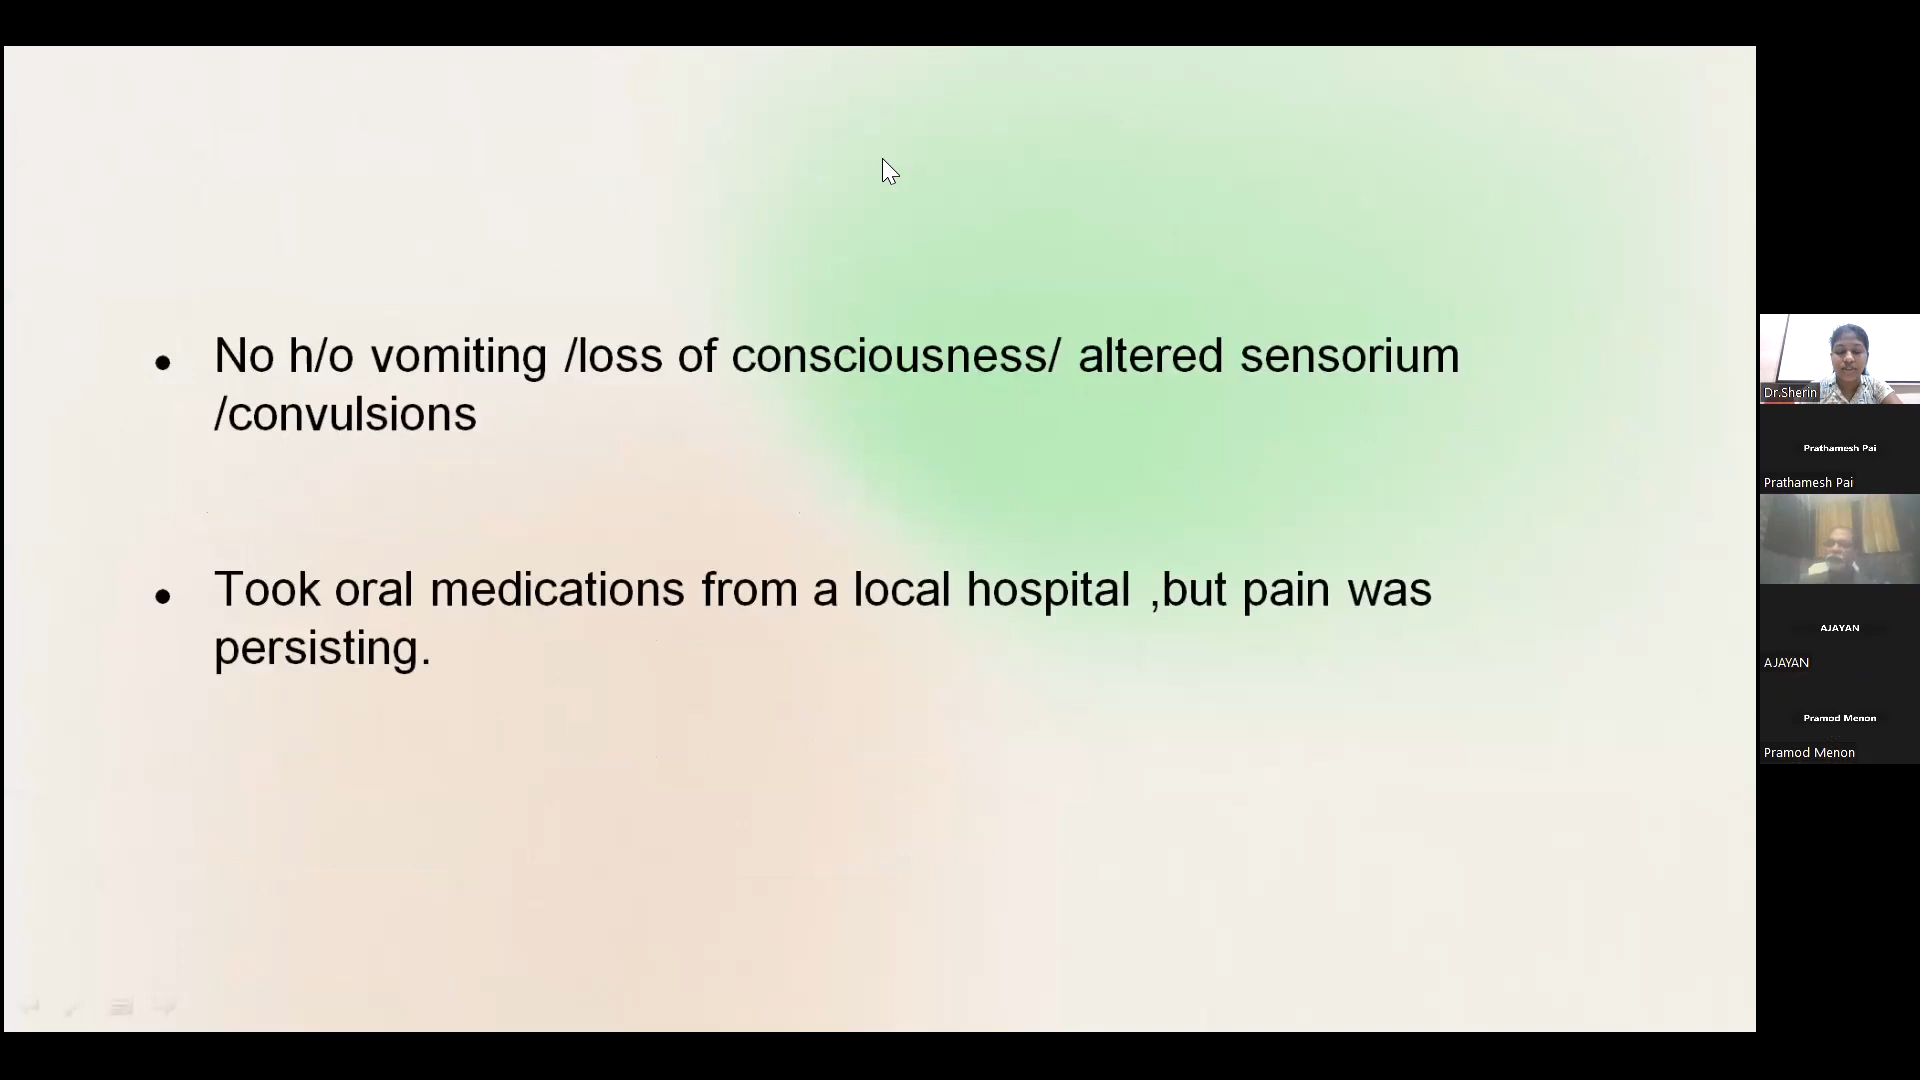 No h/o vomiting /loss of consciousness/ altered sensorium
/convulsions
Took oral medications from a local hospital ,but pain was
persisting.
Dr.Sherin
Prathamesh Pai
Prathamesh Pai
AJAYAN
AJAYAN
Pramod Menon
Pramod Menon